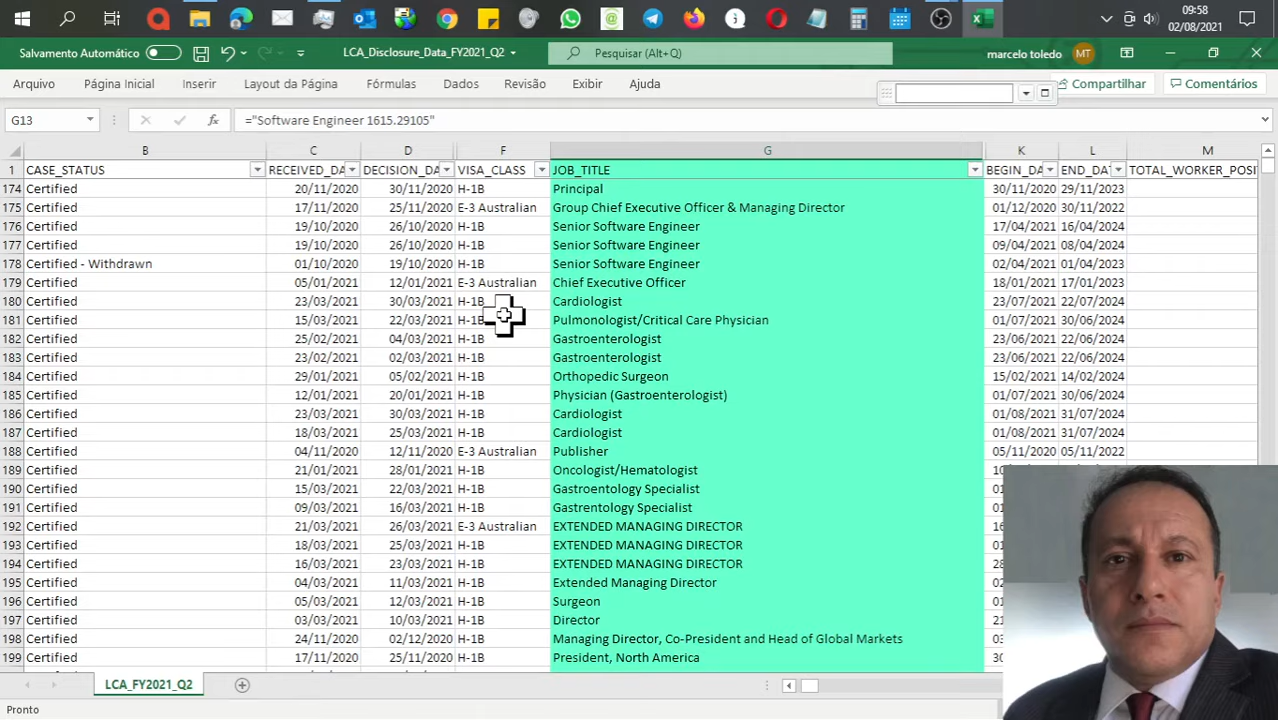 09:58
02/08/2021
Salvamento Automático
LCA_Disclosure_Data_FY2021_Q2
Pesquisar (Alt+Q)
marcelo toledo
MT
Arquivo Página Inicial Inserir Layout da Página Fórmulas Dados Revisão Exibir Ajuda Compartilhar Comentários
G13 fx ="Software Engineer 1615.29105"
B C D F G K L M
1 CASE_STATUS RECEIVED_DA DECISION_DA VISA_CLASS JOB_TITLE BEGIN_DA END_DA TOTAL_WORKER_POSI
174 Certified 20/11/2020 30/11/2020 H-1B Principal 30/11/2020 29/11/2023
175 Certified 17/11/2020 25/11/2020 E-3 Australian Group Chief Executive Officer & Managing Director 01/12/2020 30/11/2022
176 Certified 19/10/2020 26/10/2020 H-1B Senior Software Engineer 17/04/2021 16/04/2024
177 Certified 19/10/2020 26/10/2020 H-1B Senior Software Engineer 09/04/2021 08/04/2024
178 Certified - Withdrawn 01/10/2020 19/10/2020 H-1B Senior Software Engineer 02/04/2021 01/04/2023
179 Certified 05/01/2021 12/01/2021 E-3 Australian Chief Executive Officer 18/01/2021 17/01/2023
180 Certified 23/03/2021 30/03/2021 H-1B Cardiologist 23/07/2021 22/07/2024
181 Certified 15/03/2021 22/03/2021 H-1B Pulmonologist/Critical Care Physician 01/07/2021 30/06/2024
182 Certified 25/02/2021 04/03/2021 H-1B Gastroenterologist 23/06/2021 22/06/2024
183 Certified 23/02/2021 02/03/2021 H-1B Gastroenterologist 23/06/2021 22/06/2024
184 Certified 29/01/2021 05/02/2021 H-1B Orthopedic Surgeon 15/02/2021 14/02/2024
185 Certified 12/01/2021 20/01/2021 H-1B Physician (Gastroenterologist) 01/07/2021 30/06/2024
186 Certified 23/03/2021 30/03/2021 H-1B Cardiologist 01/08/2021 31/07/2024
187 Certified 18/03/2021 25/03/2021 H-1B Cardiologist 01/08/2021 31/07/2024
188 Certified 04/11/2020 12/11/2020 E-3 Australian Publisher 05/11/2020 05/11/2022
189 Certified 21/01/2021 28/01/2021 H-1B Oncologist/Hematologist
190 Certified 15/03/2021 22/03/2021 H-1B Gastroentology Specialist
191 Certified 09/03/2021 16/03/2021 H-1B Gastrentology Specialist
192 Certified 21/03/2021 26/03/2021 E-3 Australian EXTENDED MANAGING DIRECTOR
193 Certified 18/03/2021 25/03/2021 H-1B EXTENDED MANAGING DIRECTOR
194 Certified 16/03/2021 23/03/2021 H-1B EXTENDED MANAGING DIRECTOR
195 Certified 04/03/2021 11/03/2021 H-1B Extended Managing Director
196 Certified 05/03/2021 12/03/2021 H-1B Surgeon
197 Certified 03/03/2021 10/03/2021 H-1B Director
198 Certified 24/11/2020 02/12/2020 H-1B Managing Director, Co-President and Head of Global Markets 03
199 Certified 17/11/2020 25/11/2020 H-1B President, North America 30
LCA_FY2021_Q2
Pronto